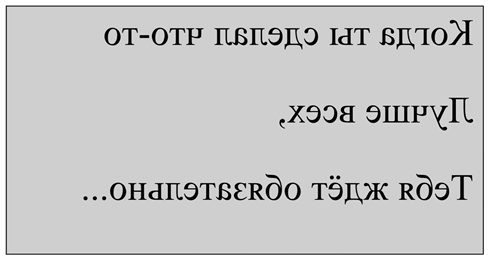 Когда ты сделал что-то
Лучше всех,
Тебя ждёт обязательно...